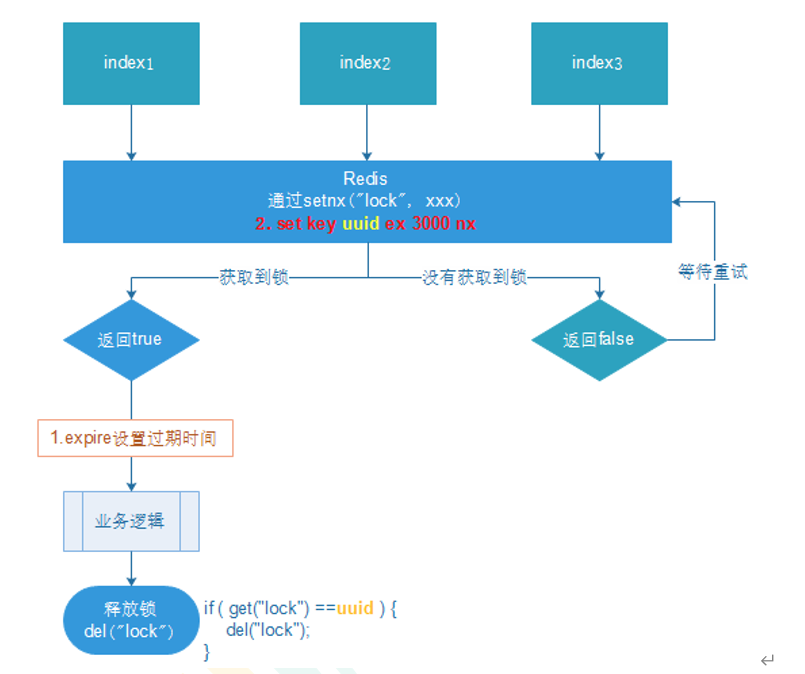 index1
index2
index3
Redis
通过setnx("lock", xxx)
2. set key uuid ex 3000 nx
获取到锁
没有获取到锁
等待重试
返回true
返回false
1.expire设置过期时间
业务逻辑
释放锁
del("lock")
if ( get("lock") ==uuid ) {
del("lock");
}